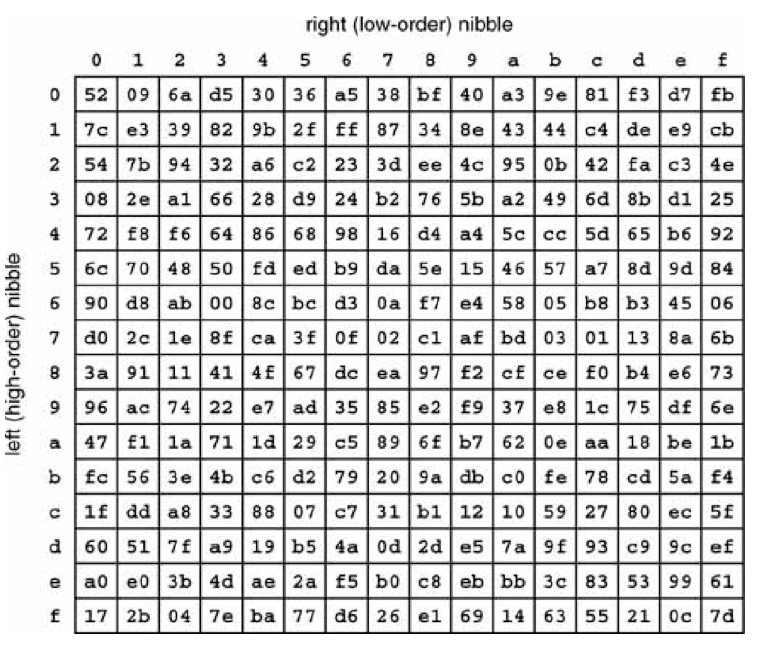 right (low-order) nibble
0 1 2 3 4 5 6 7 8 9 a b c d e f
left (high-order) nibble
0 52 09 6a d5 30 36 a5 38 bf 40 a3 9e 81 f3 d7 fb
1 7c e3 39 82 9b 2f ff 87 34 8e 43 44 c4 de e9 cb
2 54 7b 94 32 a6 c2 23 3d ee 4c 95 0b 42 fa c3 4e
3 08 2e a1 66 28 d9 24 b2 76 5b a2 49 6d 8b d1 25
4 72 f8 f6 64 86 68 98 16 d4 a4 5c cc 5d 65 b6 92
5 6c 70 48 50 fd ed b9 da 5e 15 46 57 a7 8d 9d 84
6 90 d8 ab 00 8c bc d3 0a f7 e4 58 05 b8 b3 45 06
7 d0 2c 1e 8f ca 3f 0f 02 c1 af bd 03 01 13 8a 6b
8 3a 91 11 41 4f 67 dc ea 97 f2 cf ce f0 b4 e6 73
9 96 ac 74 22 e7 ad 35 85 e2 f9 37 e8 1c 75 df 6e
a 47 f1 1a 71 1d 29 c5 89 6f b7 62 0e aa 18 be 1b
b fc 56 3e 4b c6 d2 79 20 9a db c0 fe 78 cd 5a f4
c 1f dd a8 33 88 07 c7 31 b1 12 10 59 27 80 ec 5f
d 60 51 7f a9 19 b5 4a 0d 2d e5 7a 9f 93 c9 9c ef
e a0 e0 3b 4d ae 2a f5 b0 c8 eb bb 3c 83 53 99 61
f 17 2b 04 7e ba 77 d6 26 e1 69 14 63 55 21 0c 7d